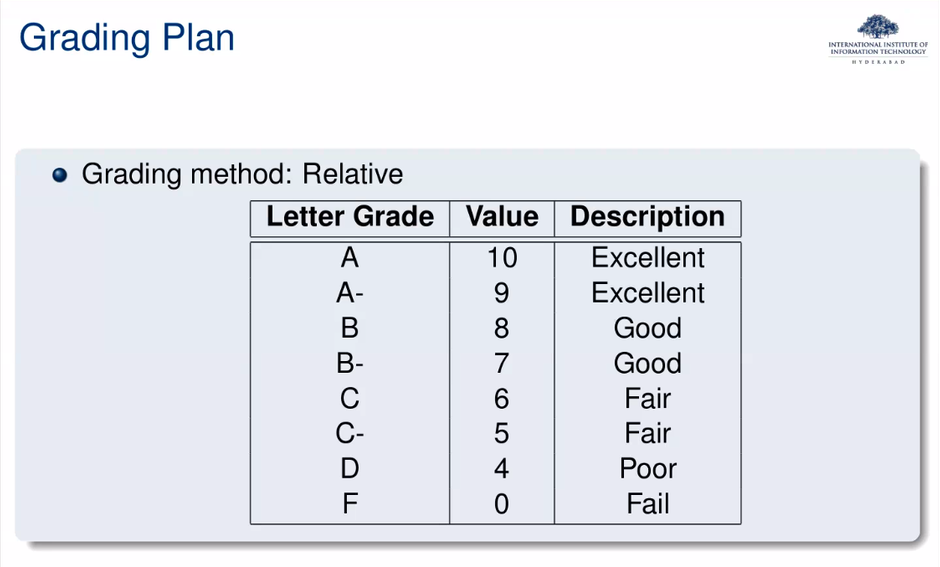 Grading Plan
INTERNATIONAL INSTITUTE OF
INFORMATION TECHNOLOGY
HYDERABAD
Grading method: Relative
Letter Grade Value Description
A 10 Excellent
A- 9 Excellent
B 8 Good
B- 7 Good
C 6 Fair
C- 5 Fair
D 4 Poor
F 0 Fail